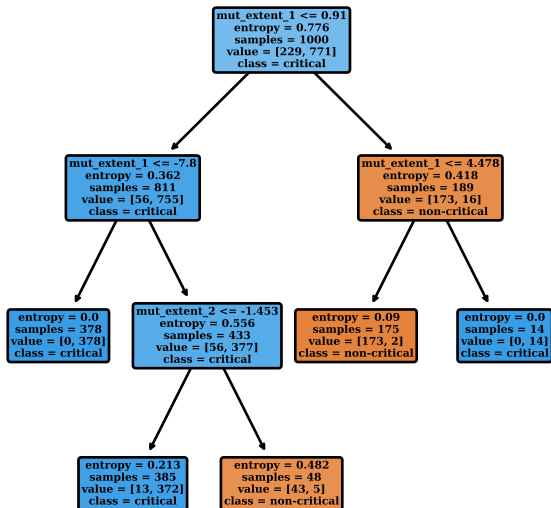 mut_extent_1 <= 0.91
entropy = 0.776
samples = 1000
value = [229, 771]
class = critical
mut_extent_1 <= -7.8
entropy = 0.362
samples = 811
value = [56, 755]
class = critical
mut_extent_1 <= 4.478
entropy = 0.418
samples = 189
value = [173, 16]
class = non-critical
entropy = 0.0
samples = 378
value = [0, 378]
class = critical
mut_extent_2 <= -1.453
entropy = 0.556
samples = 433
value = [56, 377]
class = critical
entropy = 0.09
samples = 175
value = [173, 2]
class = non-critical
entropy = 0.0
samples = 14
value = [0, 14]
class = critical
entropy = 0.213
samples = 385
value = [13, 372]
class = critical
entropy = 0.482
samples = 48
value = [43, 5]
class = non-critical